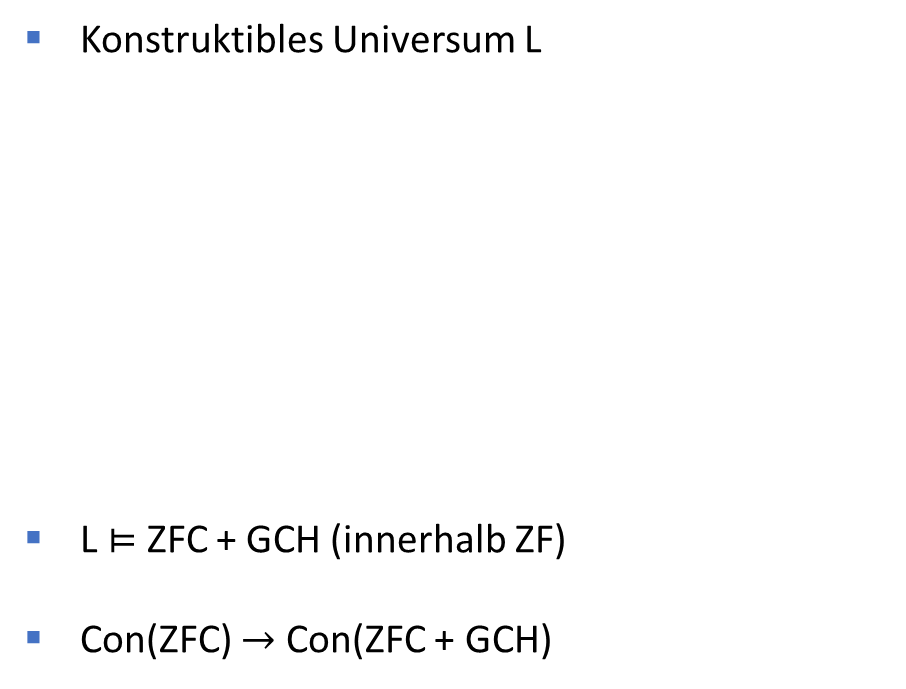 ▪ Konstruktibles Universum L
▪ L ⊨ ZFC + GCH (innerhalb ZF)
▪ Con(ZFC) → Con(ZFC + GCH)